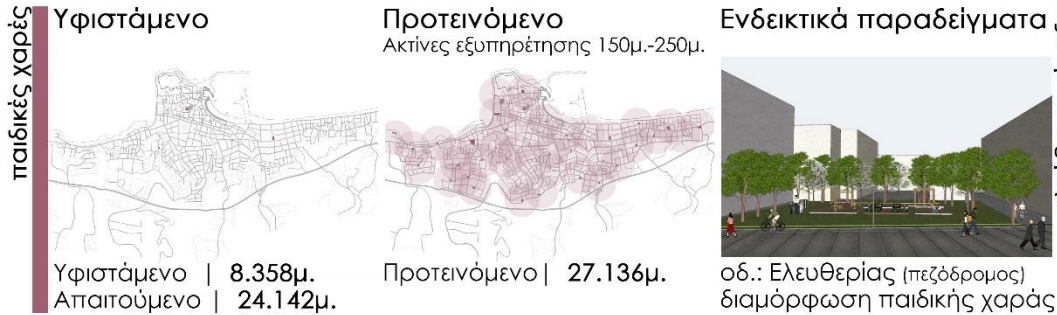 παιδικές χαρές
Υφιστάμενο
Υφιστάμενο | 8.358μ.
Απαιτούμενο | 24.142μ.
Προτεινόμενο
Ακτίνες εξυπηρέτησης 150μ.-250μ.
Προτεινόμενο | 27.136μ.
Ενδεικτικά παραδείγματα
οδ.: Ελευθερίας (πεζόδρομος)
διαμόρφωση παιδικής χαράς